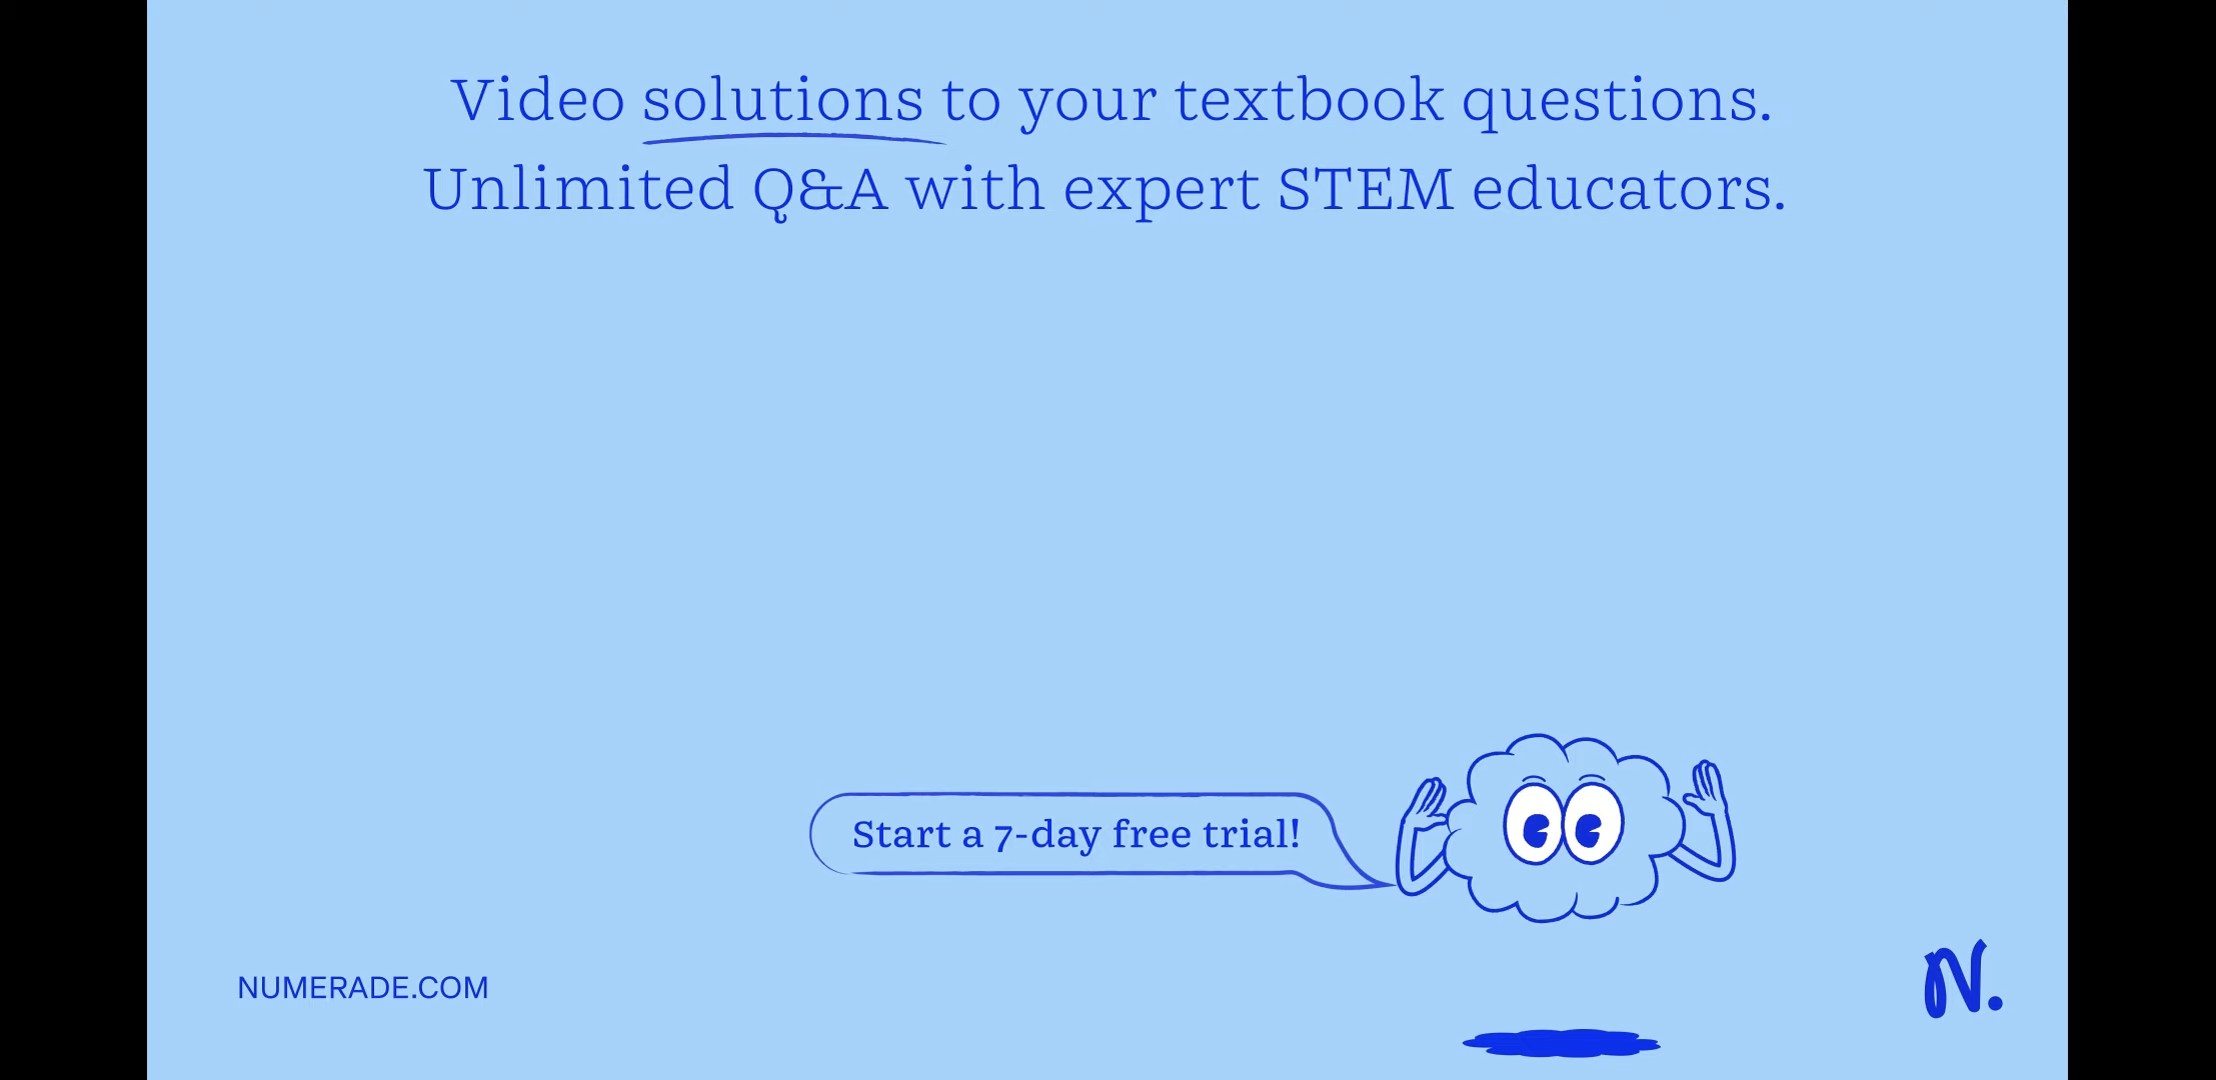 Video solutions to your textbook questions.
Unlimited Q&A with expert STEM educators.
Start a 7-day free trial!
NUMERADE.COM
N.